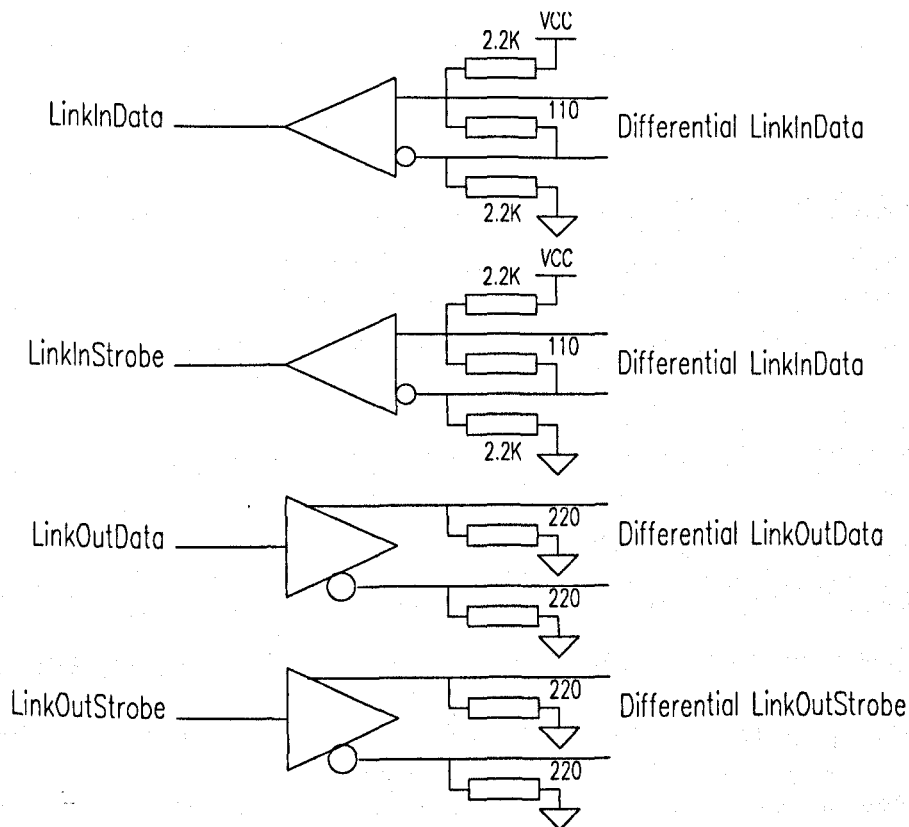 VCC
2.2K
LinkInData
110
Differential LinkInData
2.2K
VCC
2.2K
LinkInStrobe
110
Differential LinkInData
2.2K
LinkOutData
220
Differential LinkOutData
220
LinkOutStrobe
220
Differential LinkOutStrobe
220